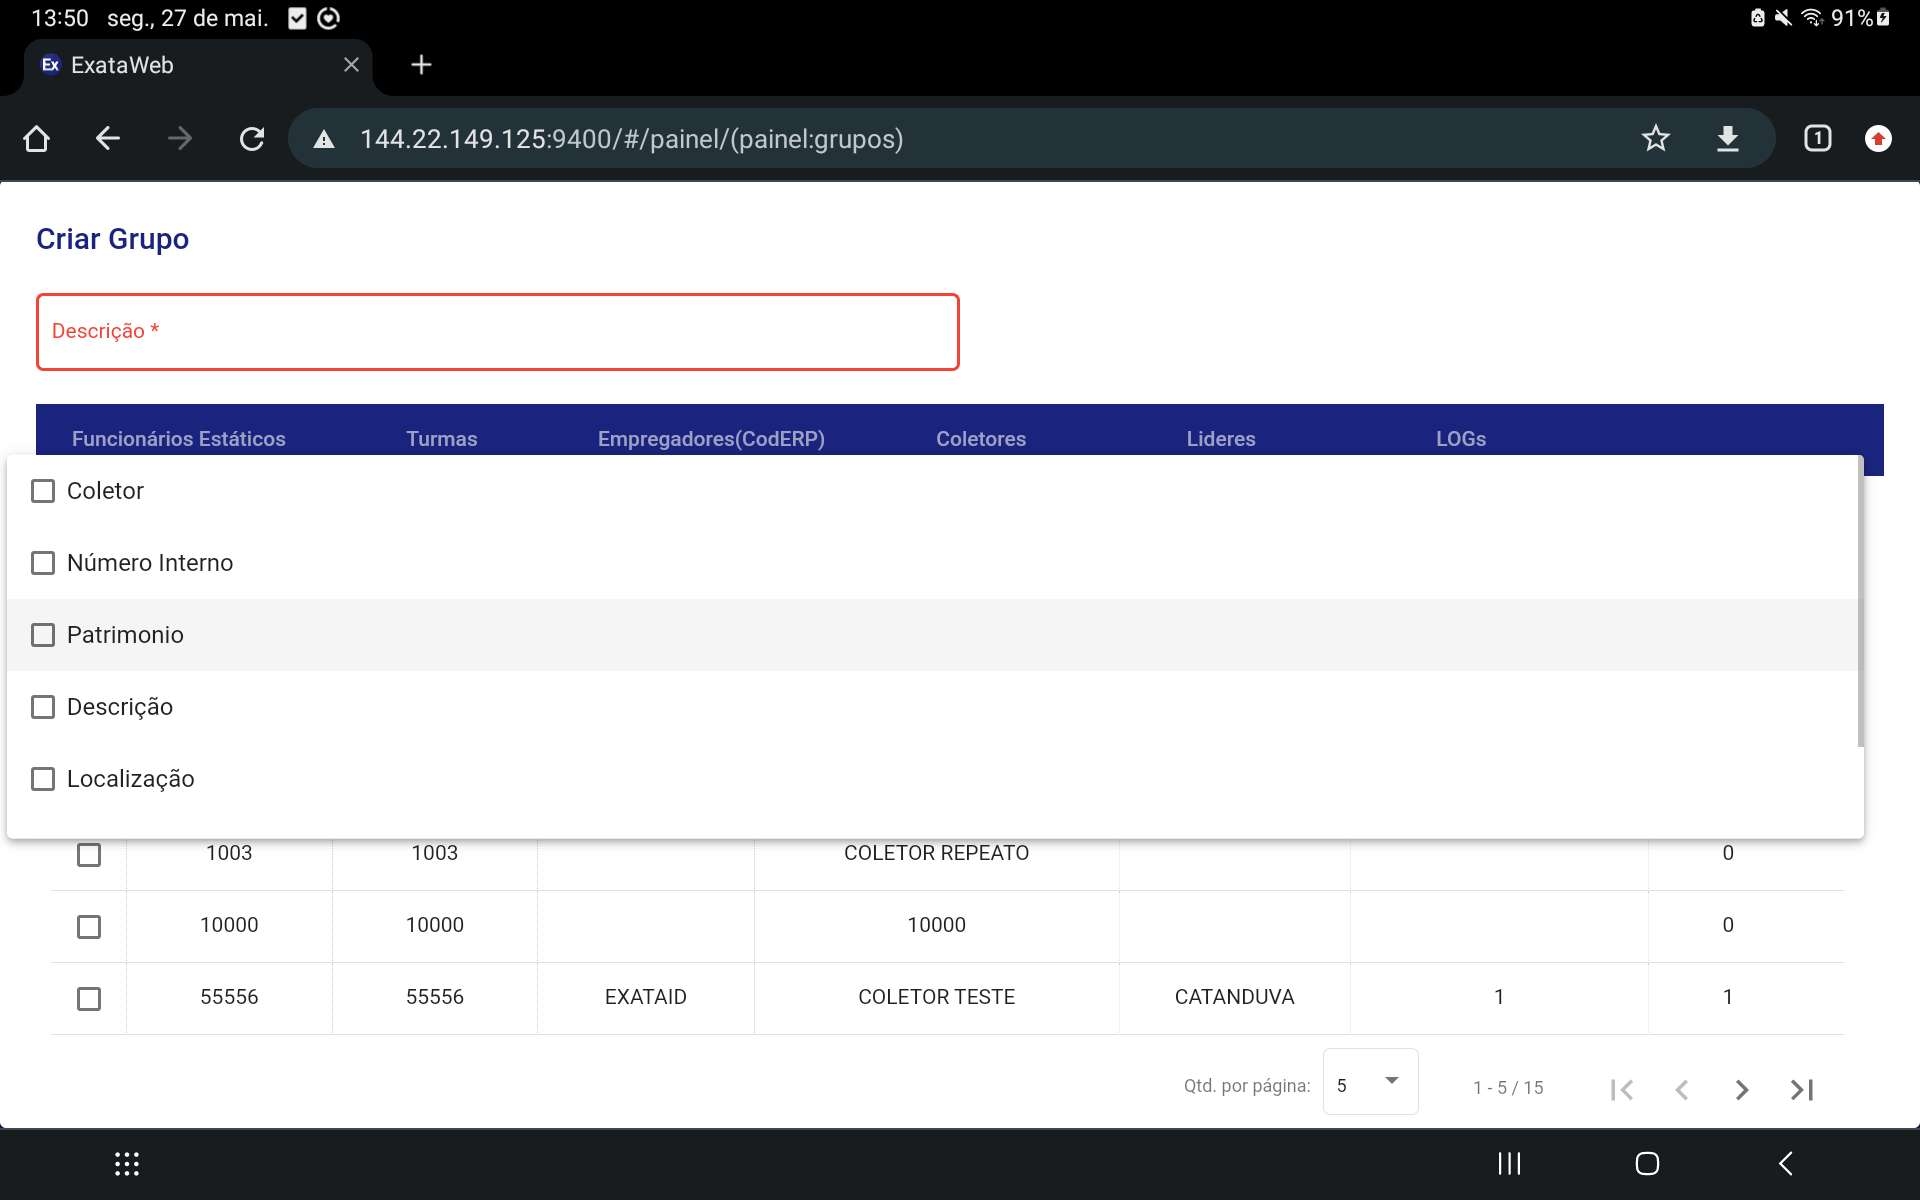 13:50 seg., 27 de mai. 91%
Ex ExataWeb
144.22.149.125:9400/#/painel/(painel:grupos) 1
Criar Grupo
Descrição *
Funcionários Estáticos Turmas Empregadores(CodERP) Coletores Lideres LOGs
Coletor
Número Interno
Patrimonio
Descrição
Localização
1003 1003 COLETOR REPEATO 0
10000 10000 10000 0
55556 55556 EXATAID COLETOR TESTE CATANDUVA 1 1
Qtd. por página: 5 1 - 5 / 15